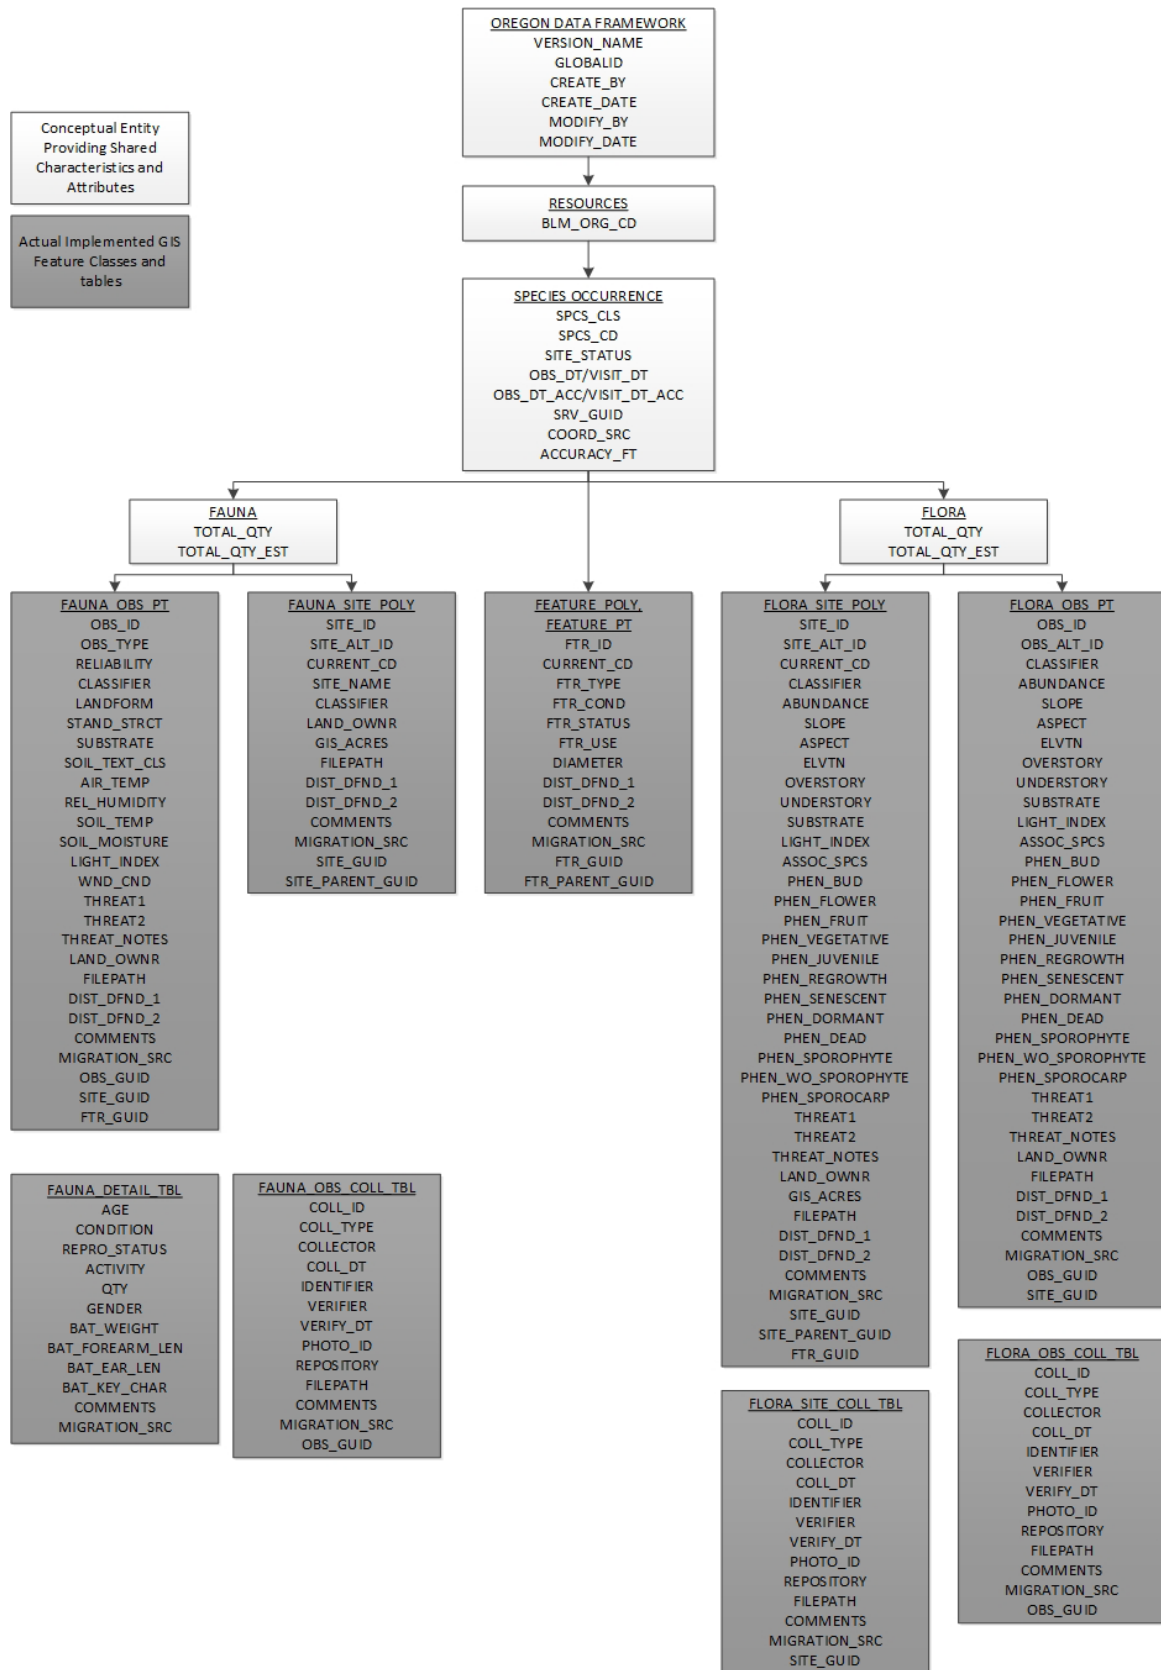 OREGON DATA FRAMEWORK
VERSION_NAME
GLOBALID
CREATE_BY
CREATE_DATE
MODIFY_BY
MODIFY_DATE
Conceptual Entity
Providing Shared
Characteristics and
Attributes
Actual Implemented GIS
Feature Classes and
tables
RESOURCES
BLM_ORG_CD
SPECIES OCCURRENCE
SPCS_CLS
SPCS_CD
SITE_STATUS
OBS_DT/VISIT_DT
OBS_DT_ACC/VISIT_DT_ACC
SRV_GUID
COORD_SRC
ACCURACY_FT
FAUNA
TOTAL_QTY
TOTAL_QTY_EST
FLORA
TOTAL_QTY
TOTAL_QTY_EST
FAUNA_OBS_PT
OBS_ID
OBS_TYPE
RELIABILITY
CLASSIFIER
LANDFORM
STAND_STRCT
SUBSTRATE
SOIL_TEXT_CLS
AIR_TEMP
REL_HUMIDITY
SOIL_TEMP
SOIL_MOISTURE
LIGHT_INDEX
WND_CND
THREAT1
THREAT2
THREAT_NOTES
LAND_OWNR
FILEPATH
DIST_DFND_1
DIST_DFND_2
COMMENTS
MIGRATION_SRC
OBS_GUID
SITE_GUID
FTR_GUID
FAUNA_SITE_POLY
SITE_ID
SITE_ALT_ID
CURRENT_CD
SITE_NAME
CLASSIFIER
LAND_OWNR
GIS_ACRES
FILEPATH
DIST_DFND_1
DIST_DFND_2
COMMENTS
MIGRATION_SRC
SITE_GUID
SITE_PARENT_GUID
FEATURE_POLY,
FEATURE_PT
FTR_ID
CURRENT_CD
FTR_TYPE
FTR_COND
FTR_STATUS
FTR_USE
DIAMETER
DIST_DFND_1
DIST_DFND_2
COMMENTS
MIGRATION_SRC
FTR_GUID
FTR_PARENT_GUID
FLORA_SITE_POLY
SITE_ID
SITE_ALT_ID
CURRENT_CD
CLASSIFIER
ABUNDANCE
SLOPE
ASPECT
ELVTN
OVERSTORY
UNDERSTORY
SUBSTRATE
LIGHT_INDEX
ASSOC_SPCS
PHEN_BUD
PHEN_FLOWER
PHEN_FRUIT
PHEN_VEGETATIVE
PHEN_JUVENILE
PHEN_REGROWTH
PHEN_SENESCENT
PHEN_DORMANT
PHEN_DEAD
PHEN_SPOROPHYTE
PHEN_WO_SPOROPHYTE
PHEN_SPOROCARP
THREAT1
THREAT2
THREAT_NOTES
LAND_OWNR
GIS_ACRES
FILEPATH
DIST_DFND_1
DIST_DFND_2
COMMENTS
MIGRATION_SRC
SITE_GUID
SITE_PARENT_GUID
FTR_GUID
FLORA_OBS_PT
OBS_ID
OBS_ALT_ID
CLASSIFIER
ABUNDANCE
SLOPE
ASPECT
ELVTN
OVERSTORY
UNDERSTORY
SUBSTRATE
LIGHT_INDEX
ASSOC_SPCS
PHEN_BUD
PHEN_FLOWER
PHEN_FRUIT
PHEN_VEGETATIVE
PHEN_JUVENILE
PHEN_REGROWTH
PHEN_SENESCENT
PHEN_DORMANT
PHEN_DEAD
PHEN_SPOROPHYTE
PHEN_WO_SPOROPHYTE
PHEN_SPOROCARP
THREAT1
THREAT2
THREAT_NOTES
LAND_OWNR
FILEPATH
DIST_DFND_1
DIST_DFND_2
COMMENTS
MIGRATION_SRC
OBS_GUID
SITE_GUID
FAUNA_DETAIL_TBL
AGE
CONDITION
REPRO_STATUS
ACTIVITY
QTY
GENDER
BAT_WEIGHT
BAT_FOREARM_LEN
BAT_EAR_LEN
BAT_KEY_CHAR
COMMENTS
MIGRATION_SRC
FAUNA_OBS_COLL_TBL
COLL_ID
COLL_TYPE
COLLECTOR
COLL_DT
IDENTIFIER
VERIFIER
VERIFY_DT
PHOTO_ID
REPOSITORY
FILEPATH
COMMENTS
MIGRATION_SRC
OBS_GUID
FLORA_SITE_COLL_TBL
COLL_ID
COLL_TYPE
COLLECTOR
COLL_DT
IDENTIFIER
VERIFIER
VERIFY_DT
PHOTO_ID
REPOSITORY
FILEPATH
COMMENTS
MIGRATION_SRC
SITE_GUID
FLORA_OBS_COLL_TBL
COLL_ID
COLL_TYPE
COLLECTOR
COLL_DT
IDENTIFIER
VERIFIER
VERIFY_DT
PHOTO_ID
REPOSITORY
FILEPATH
COMMENTS
MIGRATION_SRC
OBS_GUID